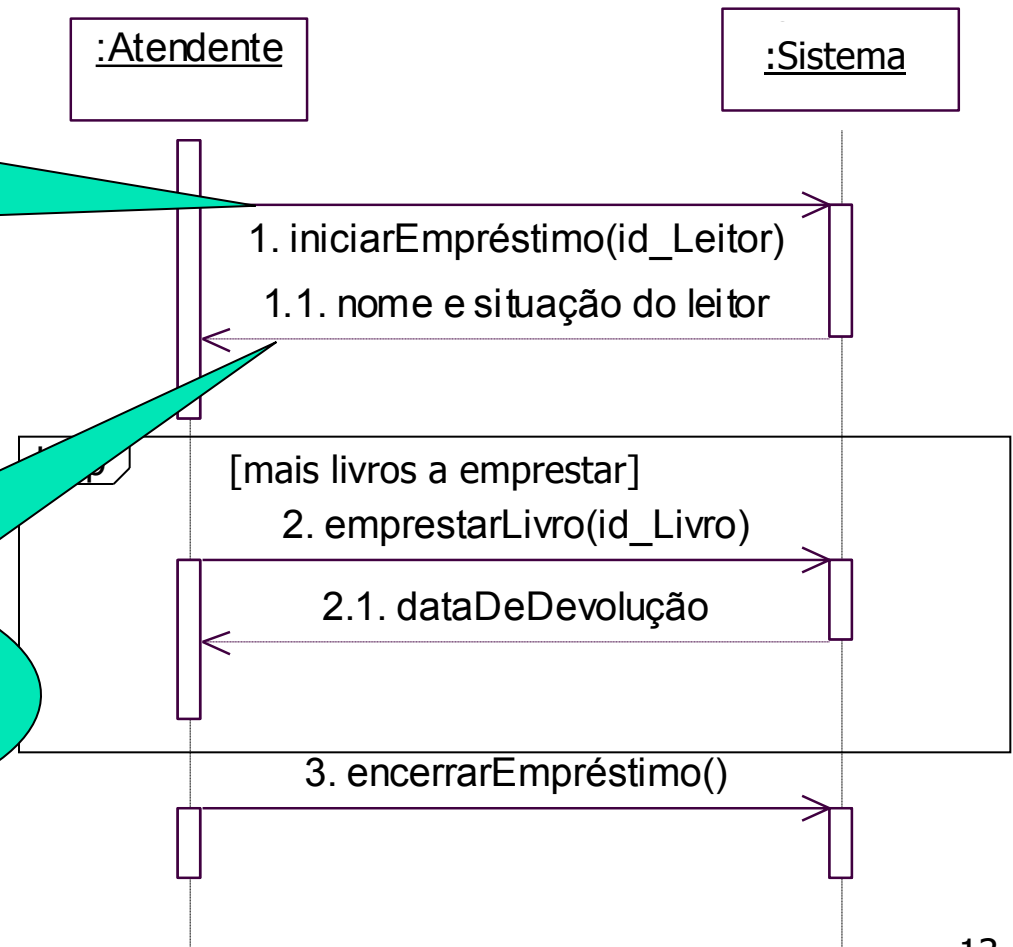 :Atendente
:Sistema
1. iniciarEmpréstimo(id_Leitor)
1.1. nome e situação do leitor
[mais livros a emprestar]
2. emprestarLivro(id_Livro)
2.1. dataDeDevolução
3. encerrarEmpréstimo()